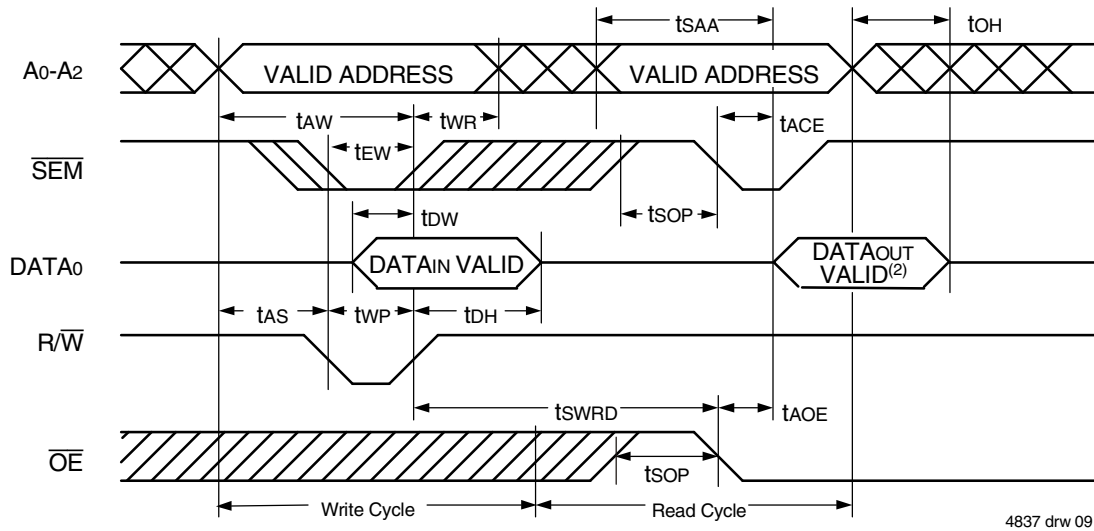 tSAA
tOH
A0-A2
VALID ADDRESS
VALID ADDRESS
tAW
tWR
tACE
tEW
SEM
tSOP
tDW
DATA0
DATAIN VALID
DATAOUT
VALID(2)
tAS
tWP
tDH
R/W
tSWRD
tAOE
OE
tSOP
Write Cycle
Read Cycle
4837 drw 09